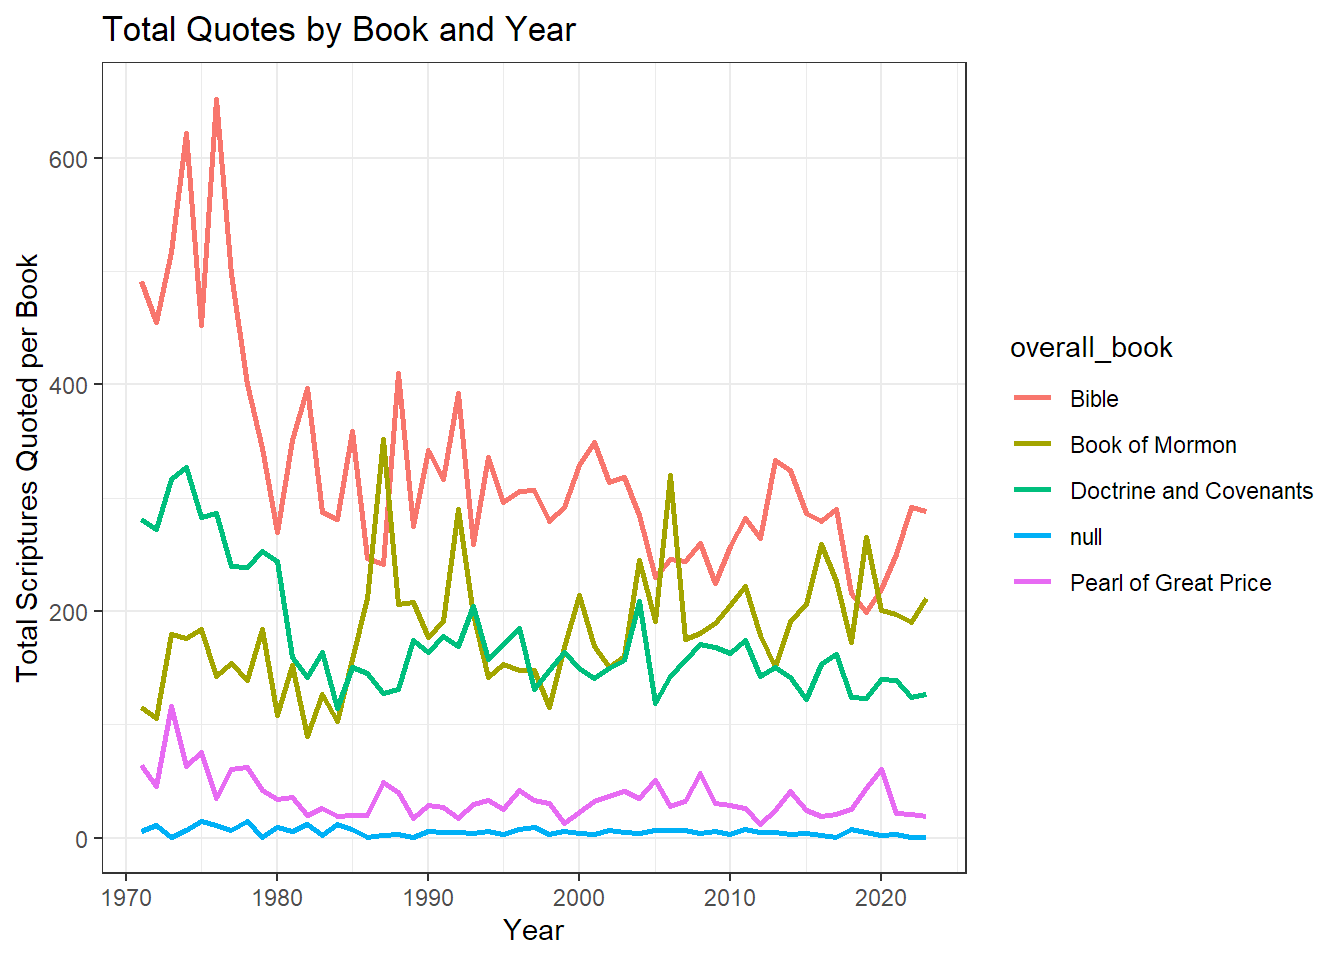 Total Quotes by Book and Year
Total Scriptures Quoted per Book
600
400
200
0
1970 1980 1990 2000 2010 2020
Year
overall_book
Bible
Book of Mormon
Doctrine and Covenants
null
Pearl of Great Price